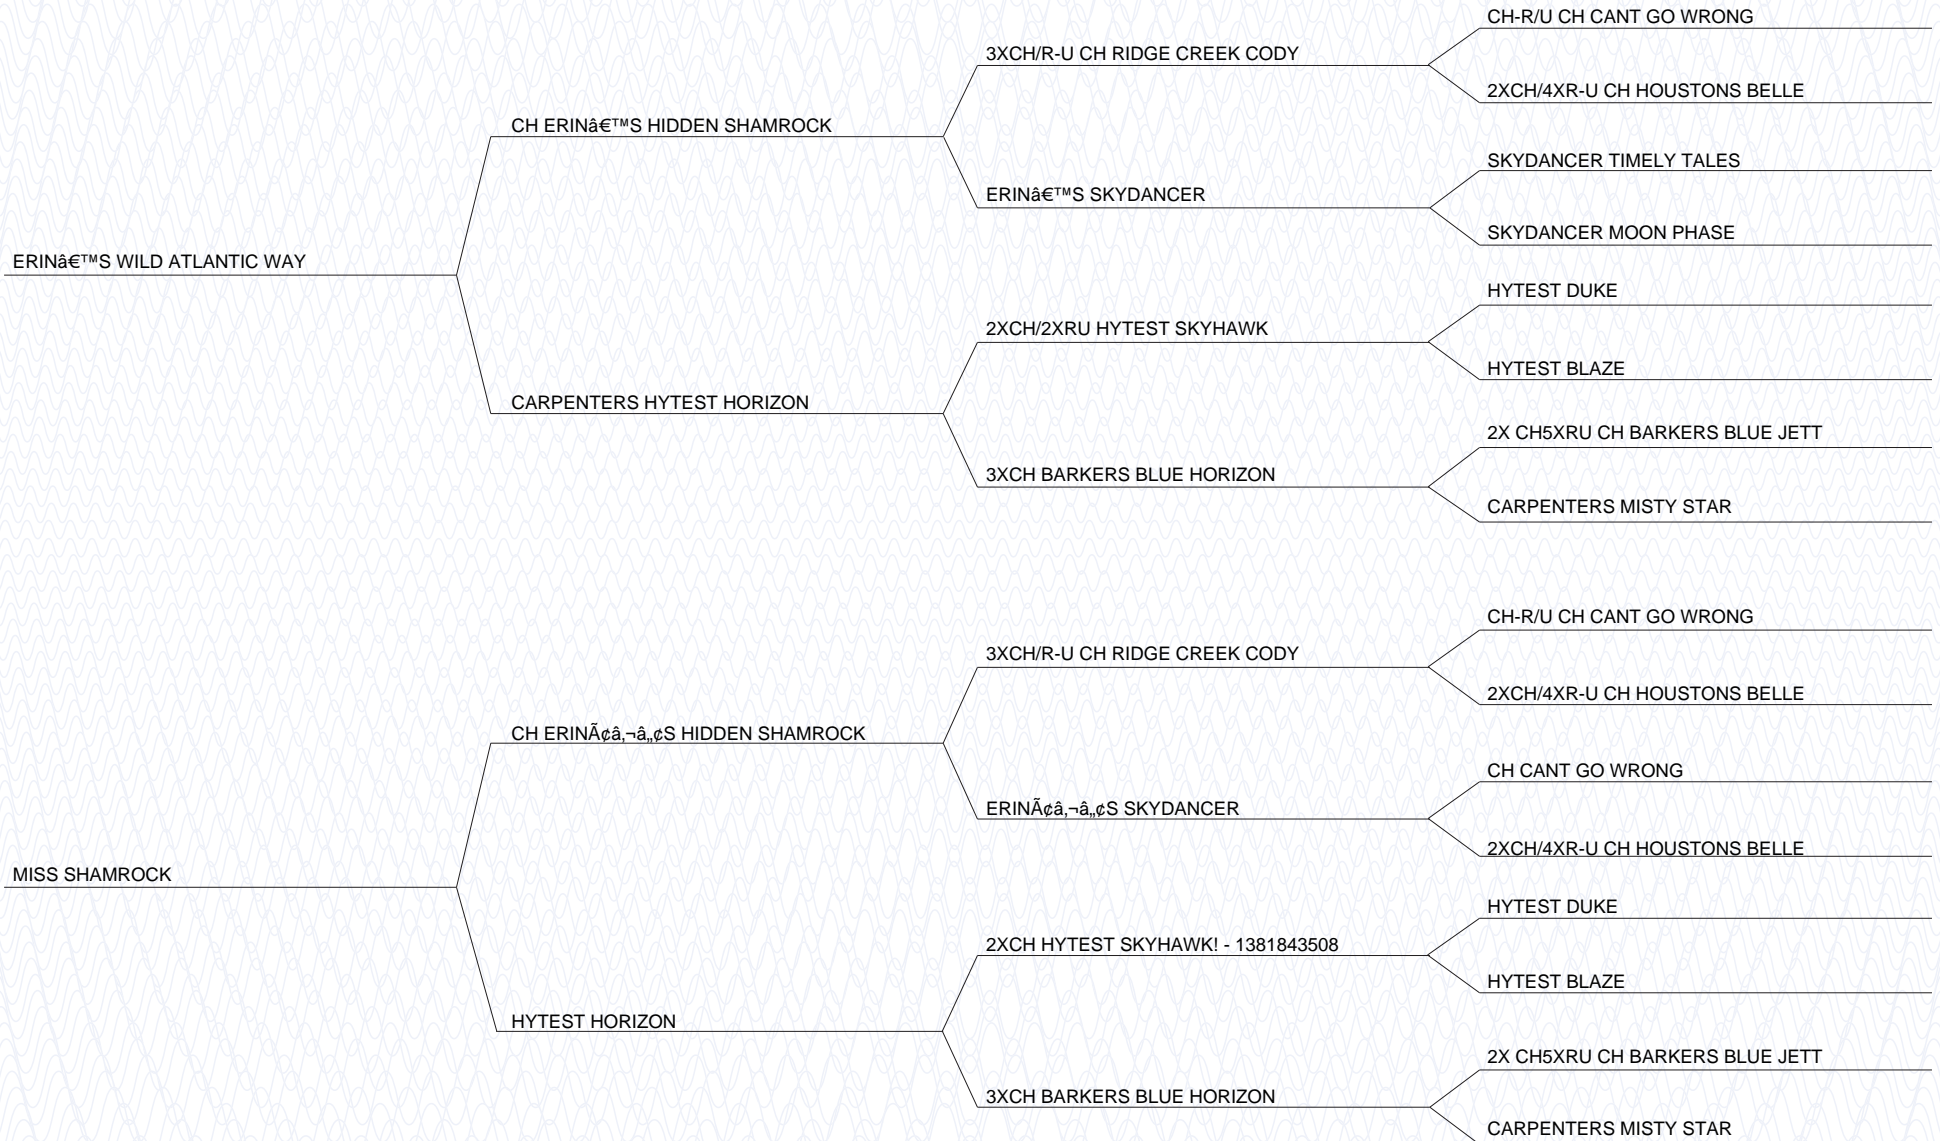 CH-R/U CH CANT GO WRONG
3XCH/R-U CH RIDGE CREEK CODY
2XCH/4XR-U CH HOUSTONS BELLE
CH ERINâ€™S HIDDEN SHAMROCK
SKYDANCER TIMELY TALES
ERINâ€™S SKYDANCER
SKYDANCER MOON PHASE
ERINâ€™S WILD ATLANTIC WAY
HYTEST DUKE
2XCH/2XRU HYTEST SKYHAWK
HYTEST BLAZE
CARPENTERS HYTEST HORIZON
2X CH5XRU CH BARKERS BLUE JETT
3XCH BARKERS BLUE HORIZON
CARPENTERS MISTY STAR
CH-R/U CH CANT GO WRONG
3XCH/R-U CH RIDGE CREEK CODY
2XCH/4XR-U CH HOUSTONS BELLE
CH ERINÃ¢â‚¬â„¢S HIDDEN SHAMROCK
CH CANT GO WRONG
ERINÃ¢â‚¬â„¢S SKYDANCER
2XCH/4XR-U CH HOUSTONS BELLE
MISS SHAMROCK
HYTEST DUKE
2XCH HYTEST SKYHAWK! - 1381843508
HYTEST BLAZE
HYTEST HORIZON
2X CH5XRU CH BARKERS BLUE JETT
3XCH BARKERS BLUE HORIZON
CARPENTERS MISTY STAR